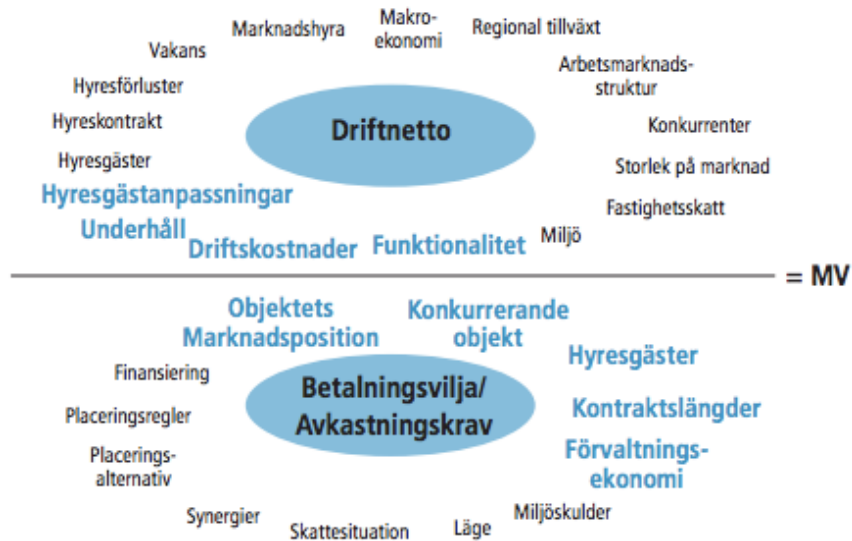 Marknadshyra
Makro-
ekonomi
Regional tillväxt
Vakans
Arbetsmarknads-
struktur
Hyresförluster
Hyreskontrakt
Driftnetto
Konkurrenter
Hyresgäster
Storlek på marknad
Hyresgästanpassningar
Fastighetsskatt
Underhåll
Driftskostnader
Funktionalitet
Miljö
= MV
Objektets
Marknadsposition
Konkurrerande
objekt
Hyresgäster
Finansiering
Betalningsvilja/
Avkastningskrav
Placeringsregler
Kontraktslängder
Placerings-
alternativ
Förvaltnings-
ekonomi
Synergier
Skattesituation
Läge
Miljöskulder